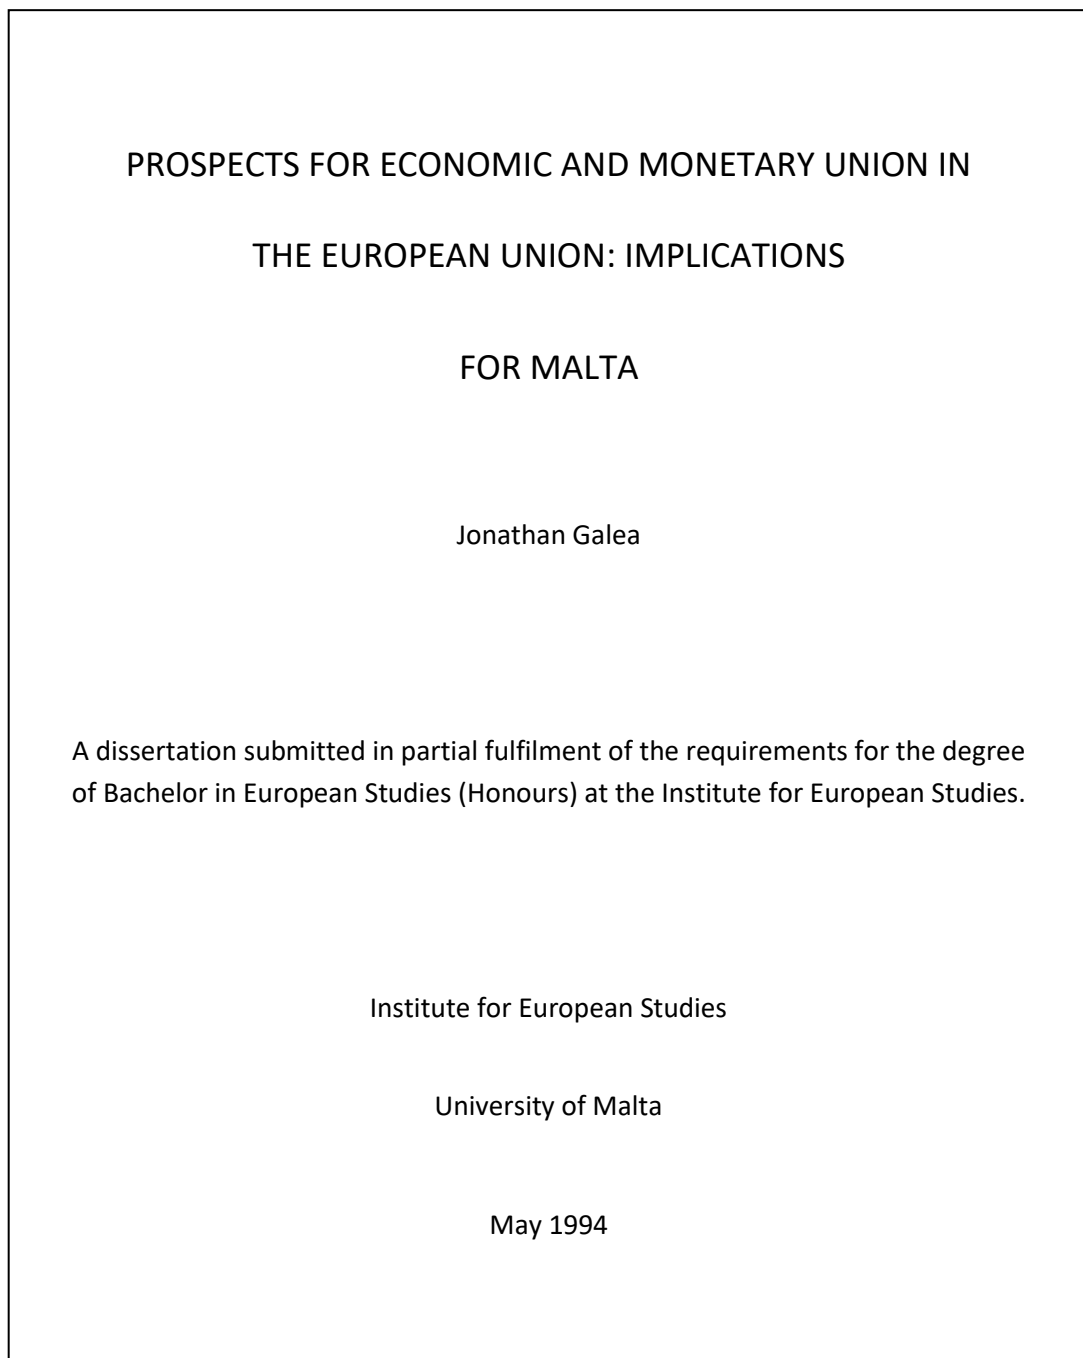 PROSPECTS FOR ECONOMIC AND MONETARY UNION IN
THE EUROPEAN UNION: IMPLICATIONS
FOR MALTA
Jonathan Galea
A dissertation submitted in partial fulfilment of the requirements for the degree
of Bachelor in European Studies (Honours) at the Institute for European Studies.
Institute for European Studies
University of Malta
May 1994